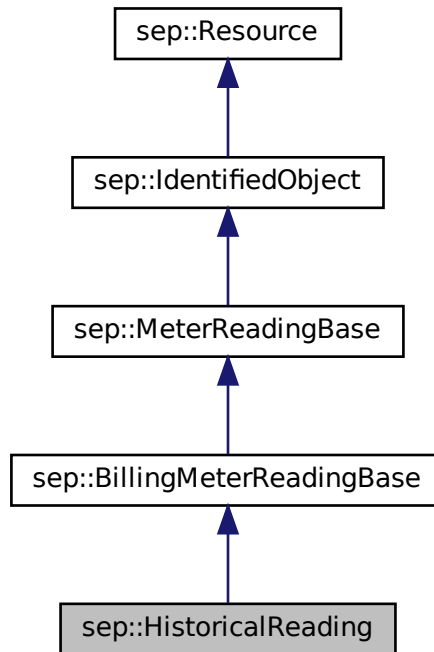 sep::Resource
sep::IdentifiedObject
sep::MeterReadingBase
sep::BillingMeterReadingBase
sep::HistoricalReading